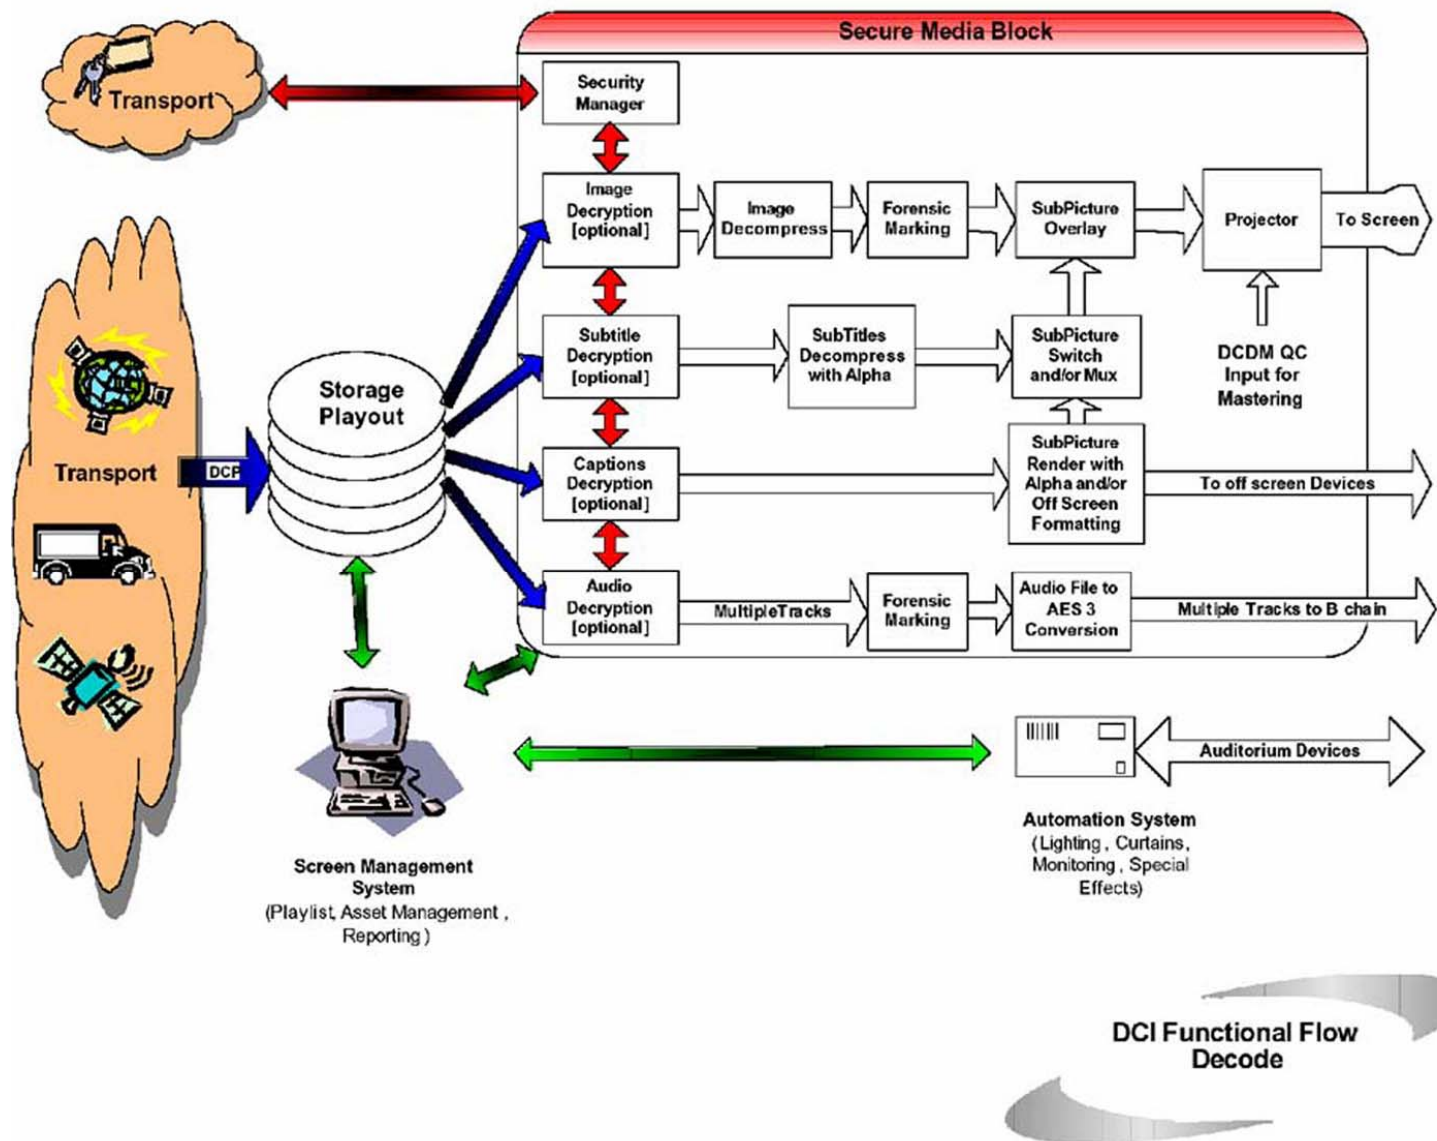 Secure Media Block
Transport
Security
Manager
Image
Decryption
[optional]
Image
Decompress
Forensic
Marking
SubPicture
Overlay
Projector
To Screen
Subtitle
Decryption
[optional]
SubTitles
Decompress
with Alpha
SubPicture
Switch
and/or Mux
DCDM QC
Input for
Mastering
Storage
Playout
Transport
DCP
Captions
Decryption
[optional]
SubPicture
Render with
Alpha and/or
Off Screen
Formatting
To off screen Devices
Audio
Decryption
[optional]
MultipleTracks
Forensic
Marking
Audio File to
AES 3
Conversion
Multiple Tracks to B chain
Auditorium Devices
Automation System
(Lighting, Curtains,
Monitoring, Special
Effects)
Screen Management
System
(Playlist, Asset Management,
Reporting)
DCI Functional Flow
Decode